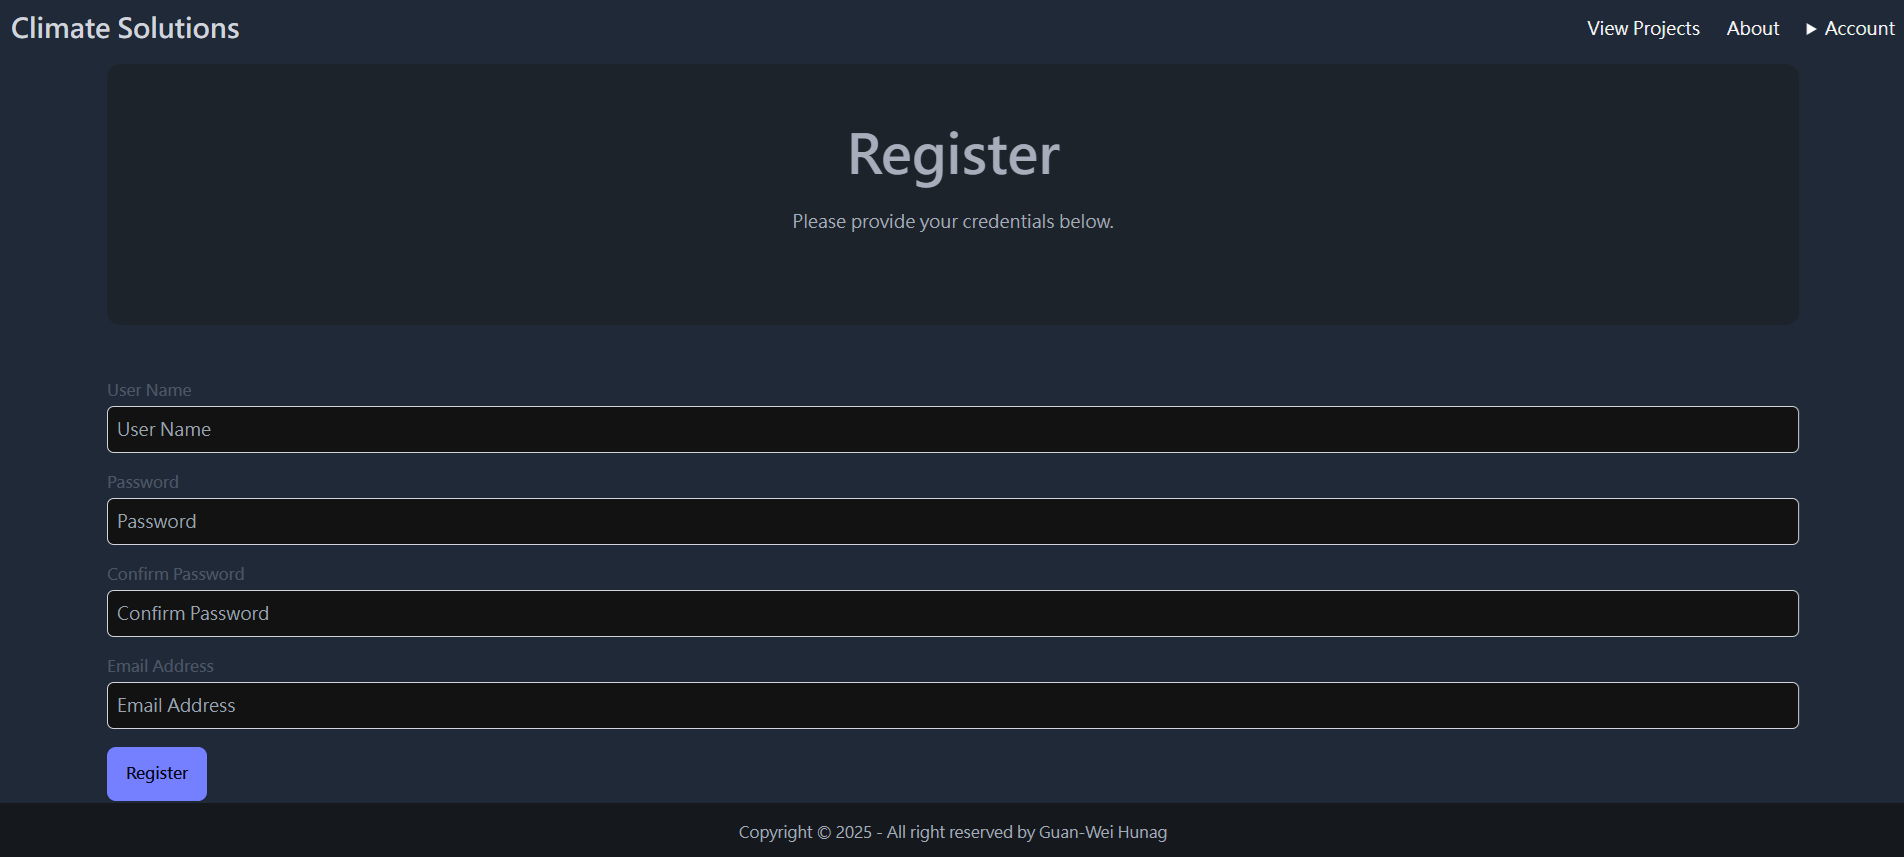 Climate Solutions
View Projects
About
Account
Register
Please provide your credentials below.
User Name
User Name
Password
Password
Confirm Password
Confirm Password
Email Address
Email Address
Register
Copyright © 2025 - All right reserved by Guan-Wei Hunag